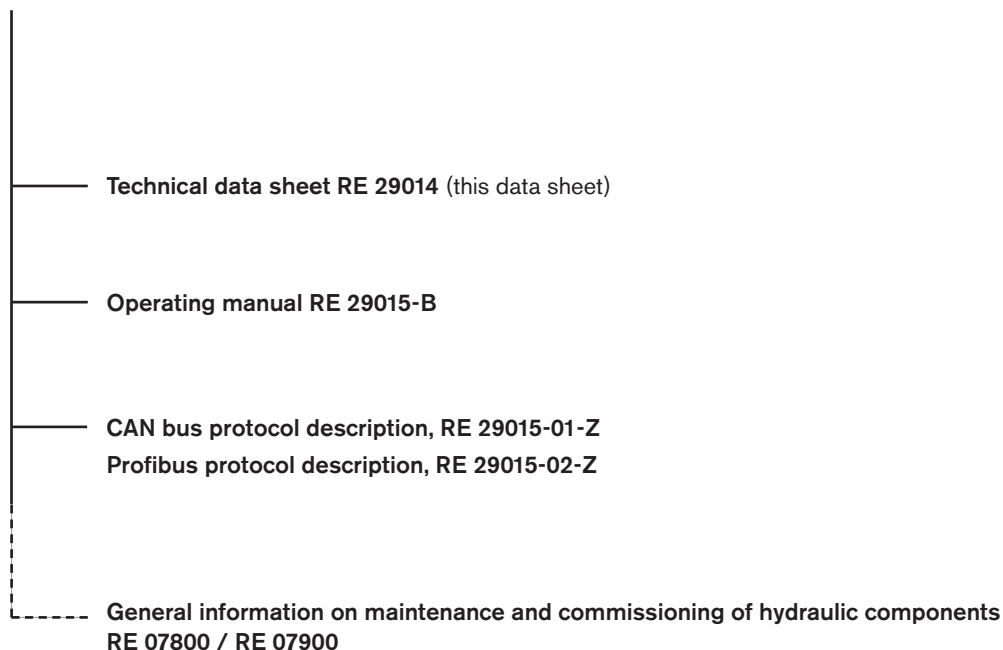 Technical data sheet RE 29014 (this data sheet)
Operating manual RE 29015-B
CAN bus protocol description, RE 29015-01-Z
Profibus protocol description, RE 29015-02-Z
General information on maintenance and commissioning of hydraulic components
RE 07800 / RE 07900